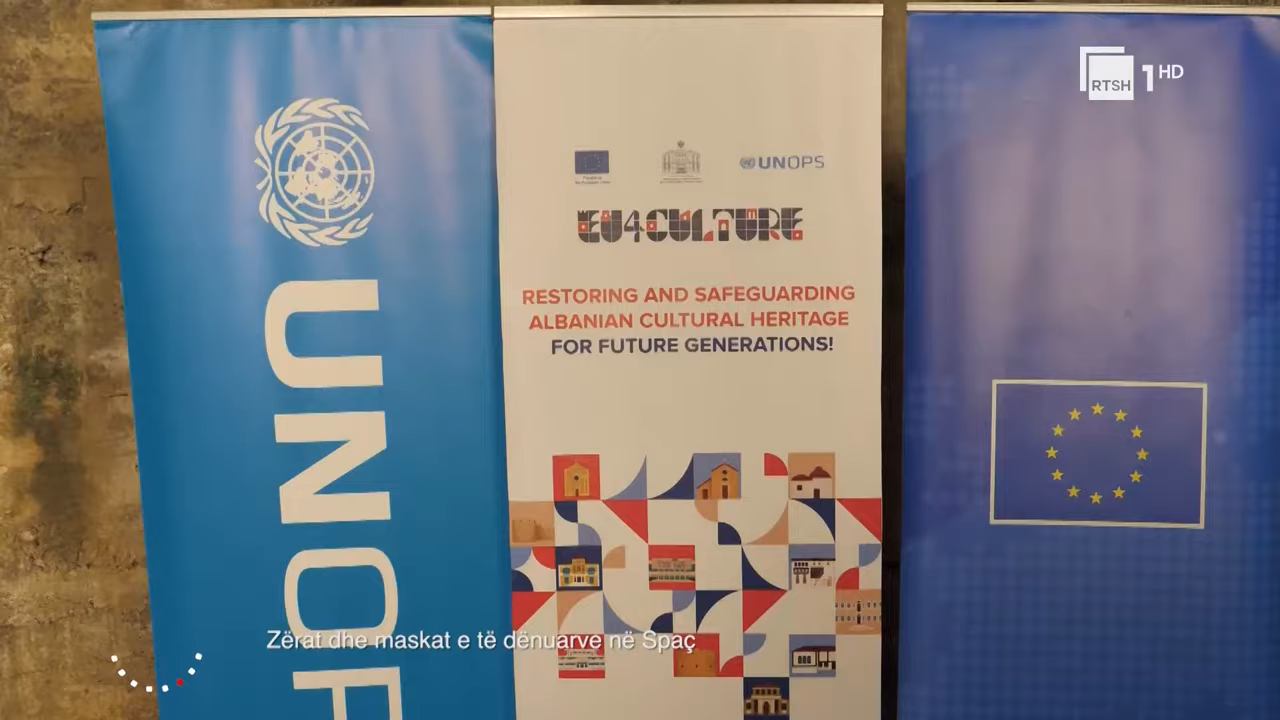 RTSH 1 HD
UNOPS
EU4CULTURE
RESTORING AND SAFEGUARDING
ALBANIAN CULTURAL HERITAGE
FOR FUTURE GENERATIONS!
UNOP
Zërat dhe maskat e të dënuarve në Spaç